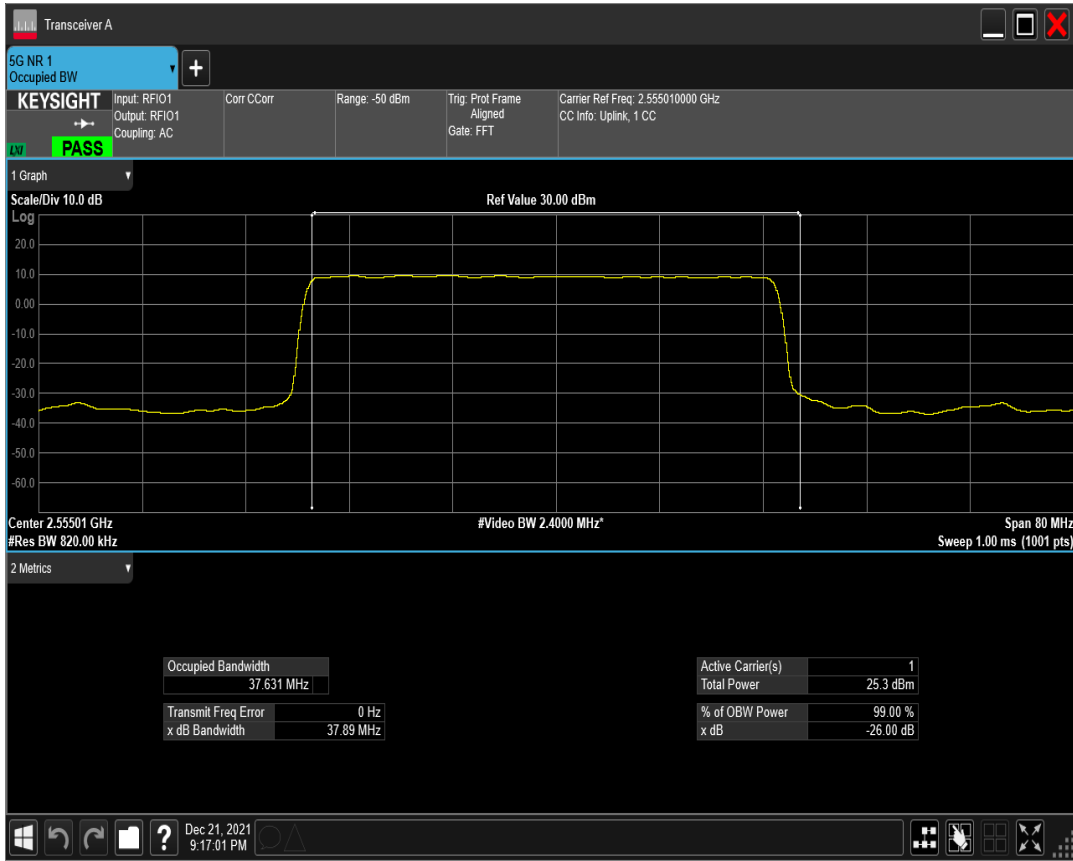 Transceiver A
5G NR 1
Occupied BW
KEYSIGHT
Input: RFIO1
Output: RFIO1
Coupling: AC
Corr CCorr
Range: -50 dBm
Trig: Prot Frame
Aligned
Gate: FFT
Carrier Ref Freq: 2.555010000 GHz
CC Info: Uplink, 1 CC
LXI
PASS
1 Graph
Scale/Div 10.0 dB
Ref Value 30.00 dBm
Log
20.0
10.0
0.00
-10.0
-20.0
-30.0
-40.0
-50.0
-60.0
Center 2.55501 GHz
#Video BW 2.4000 MHz*
Span 80 MHz
#Res BW 820.00 kHz
Sweep 1.00 ms (1001 pts)
2 Metrics
Occupied Bandwidth
37.631 MHz
Transmit Freq Error 0 Hz
x dB Bandwidth 37.89 MHz
Active Carrier(s) 1
Total Power 25.3 dBm
% of OBW Power 99.00 %
x dB -26.00 dB
Dec 21, 2021
9:17:01 PM